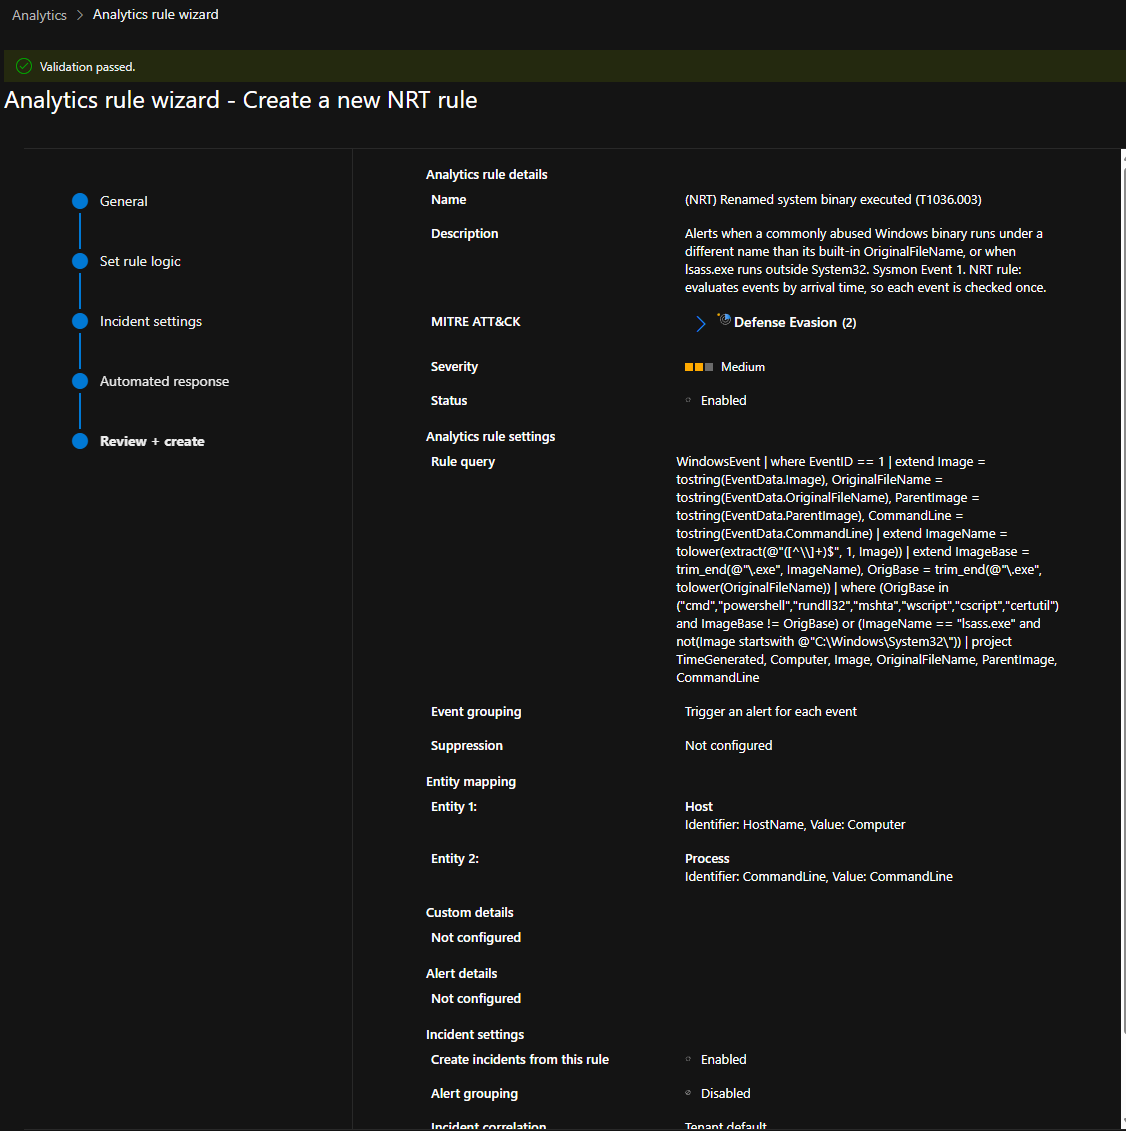 Analytics > Analytics rule wizard
Validation passed.
Analytics rule wizard - Create a new NRT rule
General
Set rule logic
Incident settings
Automated response
Review + create
Analytics rule details
Name
(NRT) Renamed system binary executed (T1036.003)
Description
Alerts when a commonly abused Windows binary runs under a
different name than its built-in OriginalFileName, or when
lsass.exe runs outside System32. Sysmon Event 1. NRT rule:
evaluates events by arrival time, so each event is checked once.
MITRE ATT&CK
Defense Evasion (2)
Severity
Medium
Status
Enabled
Analytics rule settings
Rule query
WindowsEvent | where EventID == 1 | extend Image =
tostring(EventData.Image), OriginalFileName =
tostring(EventData.OriginalFileName), ParentImage =
tostring(EventData.ParentImage), CommandLine =
tostring(EventData.CommandLine) | extend ImageName =
tolower(extract(@"([^\\]+)$", 1, Image)) | extend ImageBase =
trim_end(@"\.exe", ImageName), OrigBase = trim_end(@"\.exe",
tolower(OriginalFileName)) | where (OrigBase in
("cmd","powershell","rundll32","mshta","wscript","cscript","certutil")
and ImageBase != OrigBase) or (ImageName == "lsass.exe" and
not(Image startswith @"C:\Windows\System32\")) | project
TimeGenerated, Computer, Image, OriginalFileName, ParentImage,
CommandLine
Event grouping
Trigger an alert for each event
Suppression
Not configured
Entity mapping
Entity 1:
Host
Identifier: HostName, Value: Computer
Entity 2:
Process
Identifier: CommandLine, Value: CommandLine
Custom details
Not configured
Alert details
Not configured
Incident settings
Create incidents from this rule
Enabled
Alert grouping
Disabled
Incident correlation
Tenant default